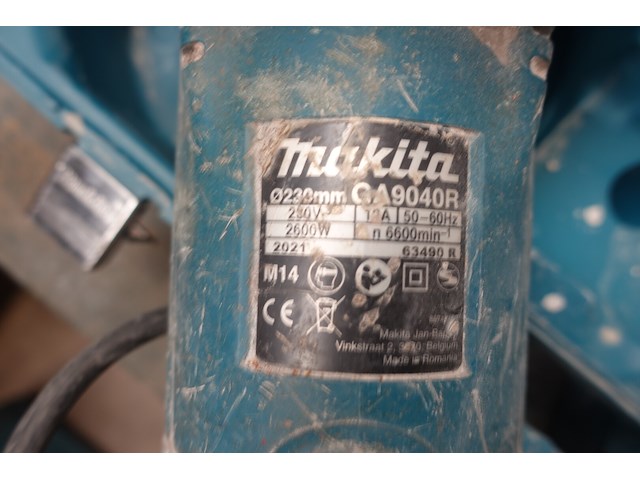 makita
Ø230mm GA9040R
230V 50-60Hz
2600W n 6600min⁻¹
2021 63490 R
M14
CE
Makita Jan-Baptist
Vinkstraat 2, 3070, Belgium
Made in Romania